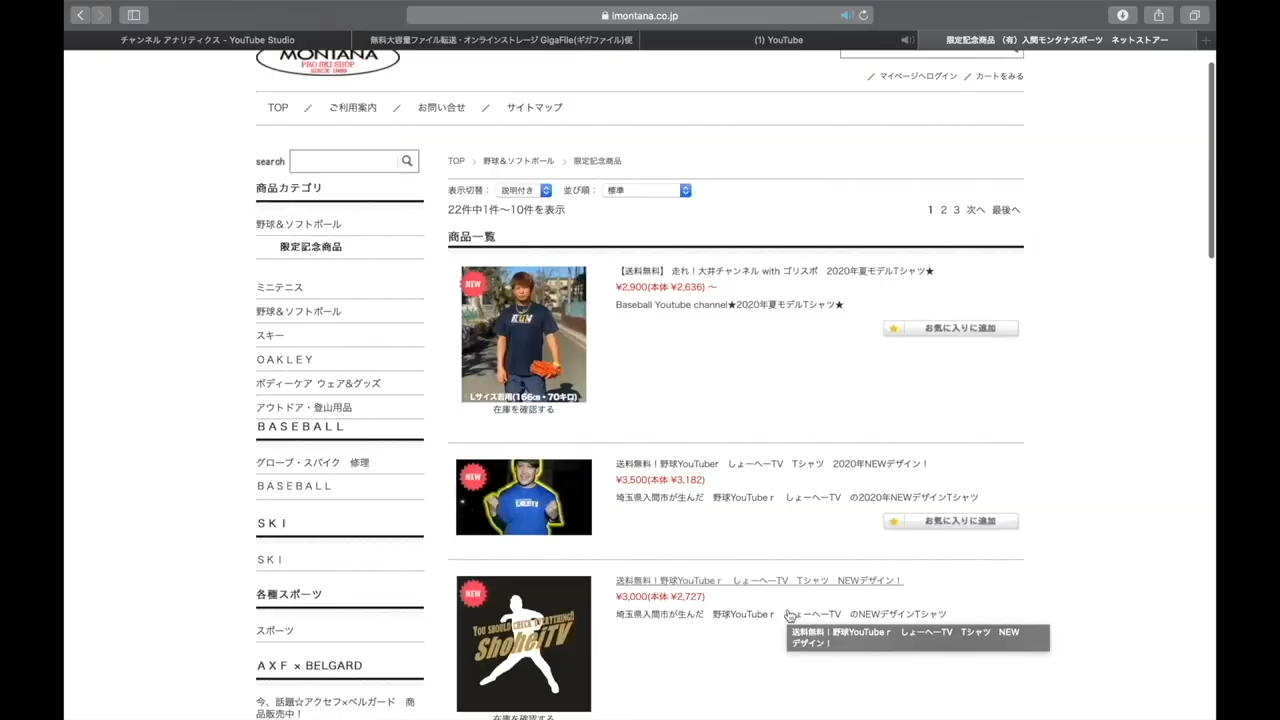 imontana.co.jp
チャンネル アナリティクス - YouTube Studio
無料大容量ファイル転送・オンラインストレージ GigaFile(ギガファイル)便
(1) YouTube
限定記念商品 (有)入間モンタナスポーツ ネットストアー
MONTANA
PRO SKI SHOP
マイページへログイン
カートをみる
TOP / ご利用案内 / お問い合せ / サイトマップ
search
商品カテゴリ
野球&ソフトボール
限定記念商品
ミニテニス
野球&ソフトボール
スキー
OAKLEY
ボディーケア ウェア&グッズ
アウトドア・登山用品
BASEBALL
グローブ・スパイク 修理
BASEBALL
SKI
SKI
各種スポーツ
スポーツ
AXF × BELGARD
今、話題☆アクセフ×ベルガード 商
品販売中!
TOP > 野球&ソフトボール > 限定記念商品
表示切替: 説明付き 並び順: 標準
22件中1件〜10件を表示
1 2 3 次へ 最後へ
商品一覧
NEW
Lサイズ着用(166㎝・70キロ)
在庫を確認する
【送料無料】 走れ!大井チャンネル with ゴリスポ 2020年夏モデルTシャツ★
¥2,900(本体 ¥2,636) 〜
Baseball Youtube channel★2020年夏モデルTシャツ★
お気に入りに追加
NEW
送料無料!野球YouTuber しょーへーTV Tシャツ 2020年NEWデザイン!
¥3,500(本体 ¥3,182)
埼玉県入間市が生んだ 野球YouTuber しょーへーTV の2020年NEWデザインTシャツ
お気に入りに追加
NEW
YOU SHOULD CHECK EVERYTHING!!
ShoheiTV
在庫を確認する
送料無料!野球YouTuber しょーへーTV Tシャツ NEWデザイン!
¥3,000(本体 ¥2,727)
埼玉県入間市が生んだ 野球YouTuber しょーへーTV のNEWデザインTシャツ
送料無料!野球YouTuber しょーへーTV Tシャツ NEW
デザイン!